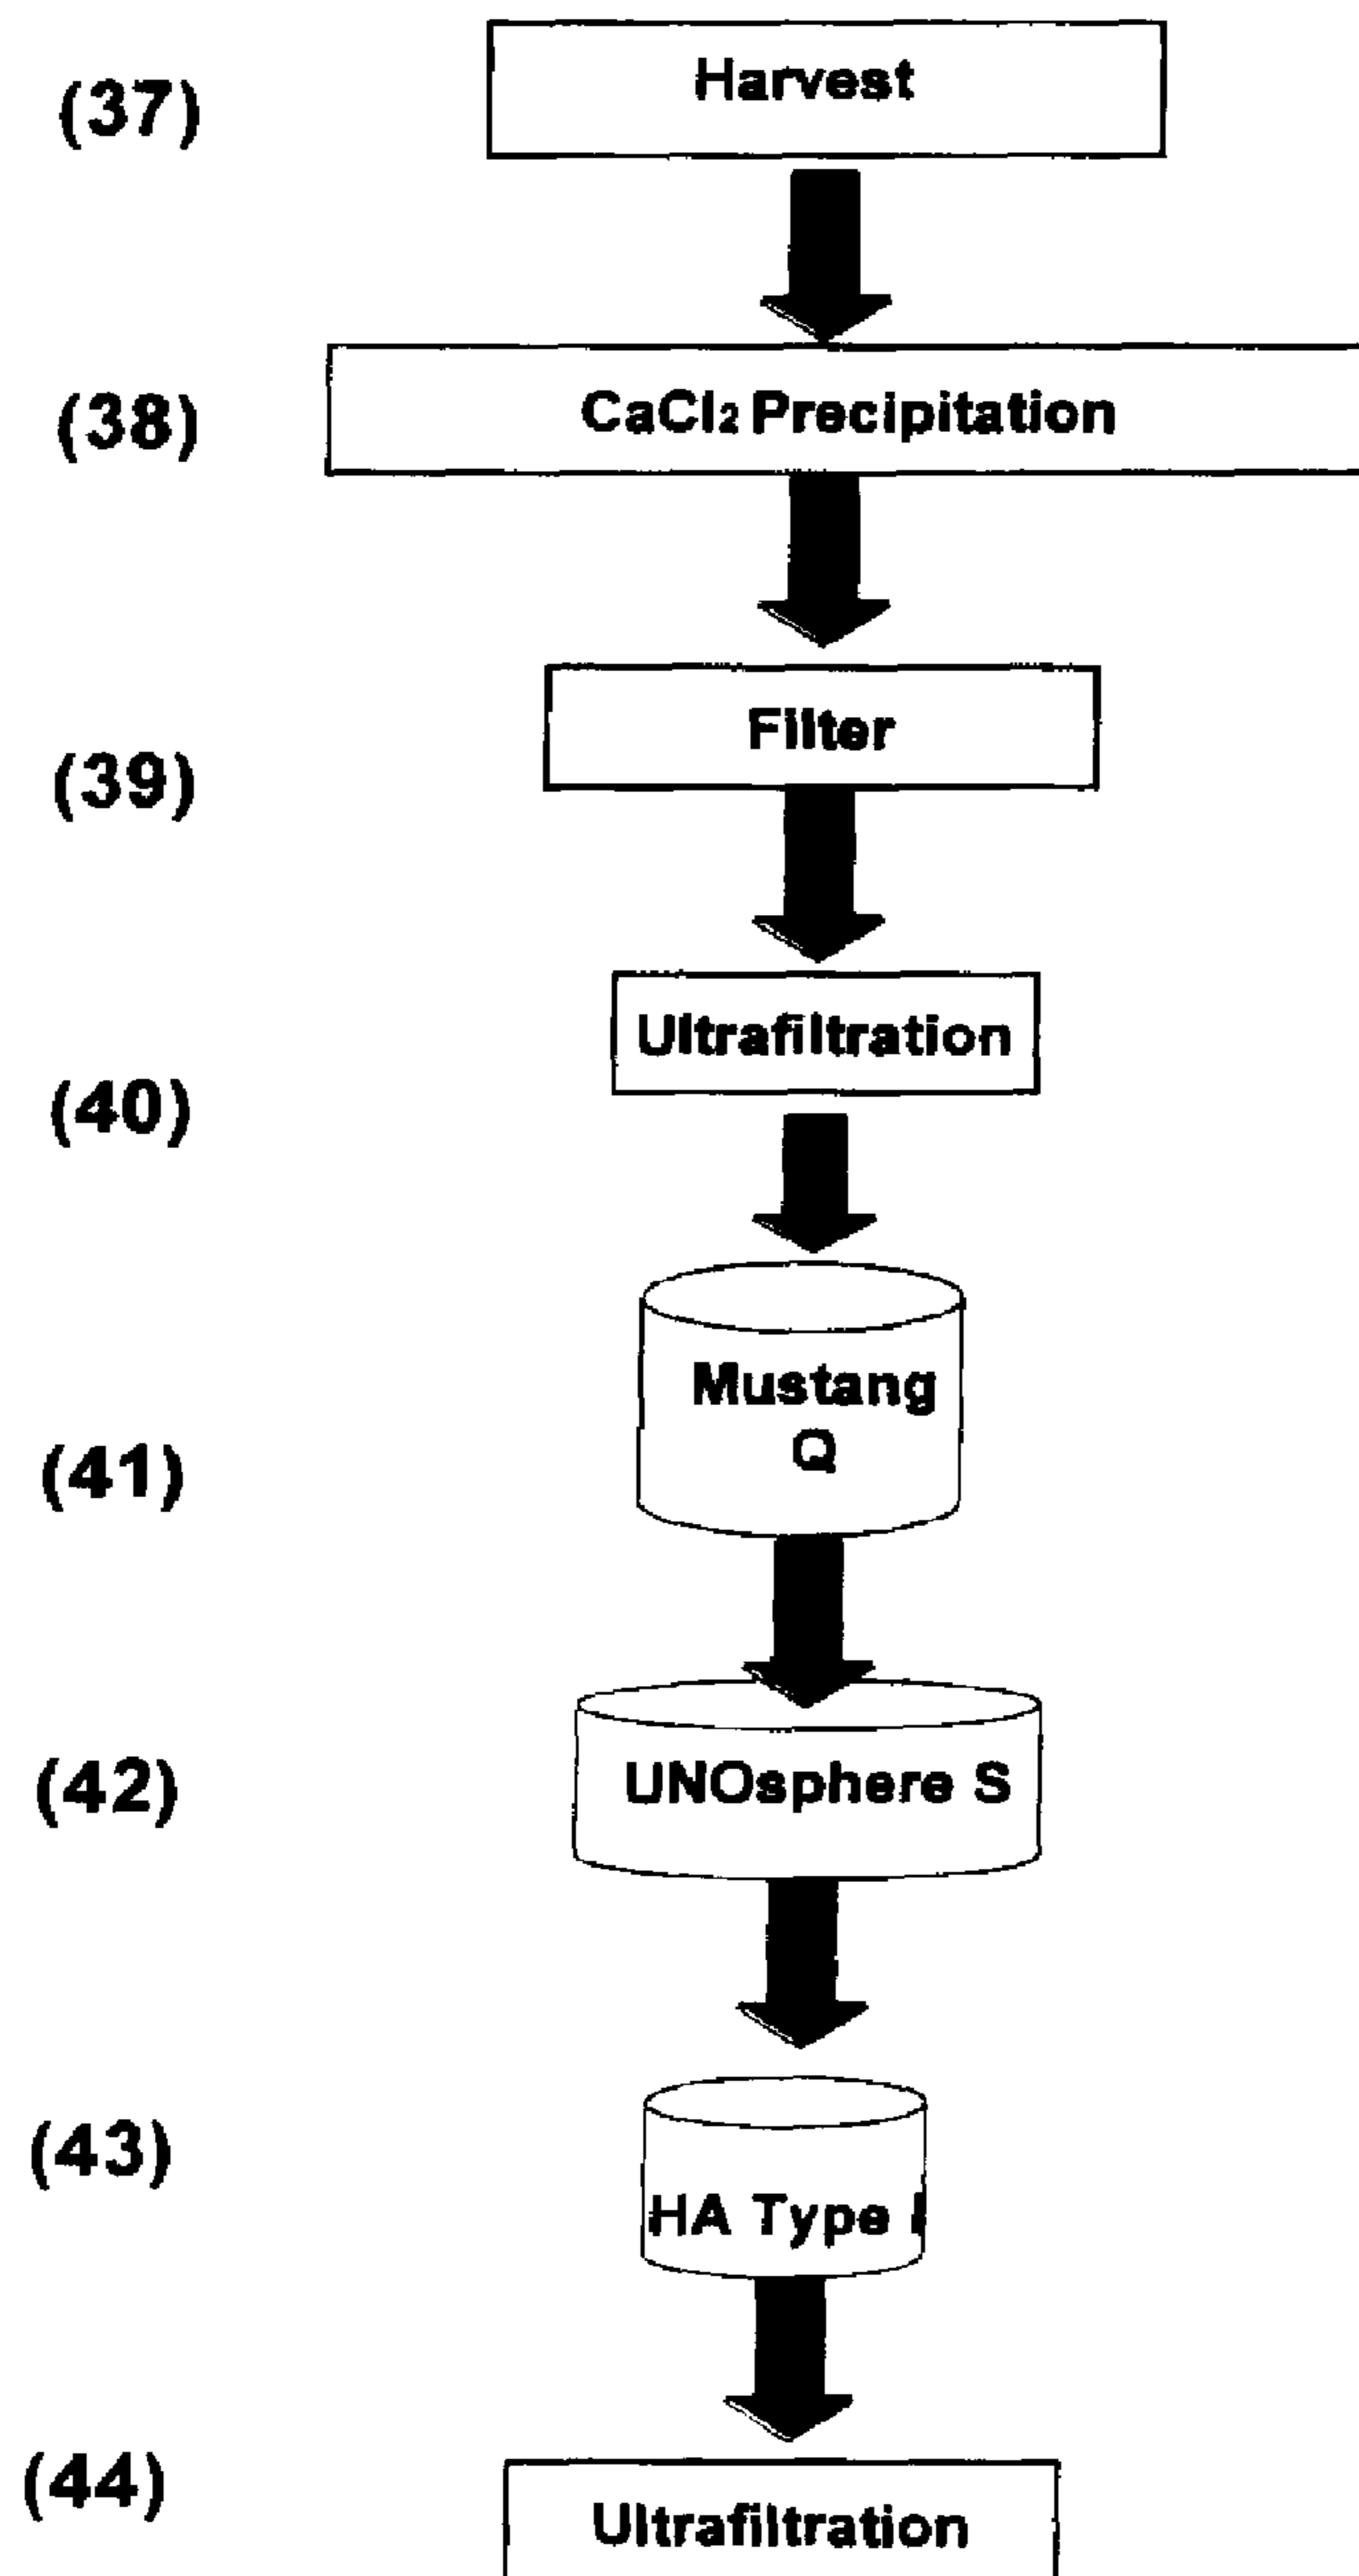 (37) Harvest
(38) CaCl₂ Precipitation
(39) Filter
(40) Ultrafiltration
(41) Mustang
Q
(42) UNOsphere S
(43) HA Type I
(44) Ultrafiltration